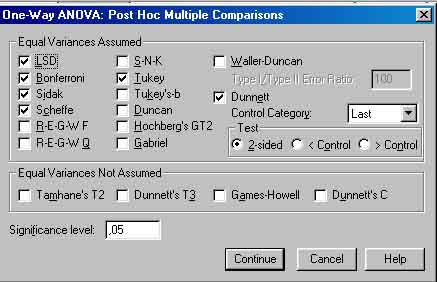 One-Way ANOVA: Post Hoc Multiple Comparisons
Equal Variances Assumed
LSD S-N-K Waller-Duncan
Bonferroni Tukey Type I/Type II Error Ratio: 100
Sidak Tukey's-b Dunnett
Scheffe Duncan Control Category: Last
R-E-G-W F Hochberg's GT2 Test
R-E-G-W Q Gabriel 2-sided < Control > Control
Equal Variances Not Assumed
Tamhane's T2 Dunnett's T3 Games-Howell Dunnett's C
Significance level: .05
Continue Cancel Help